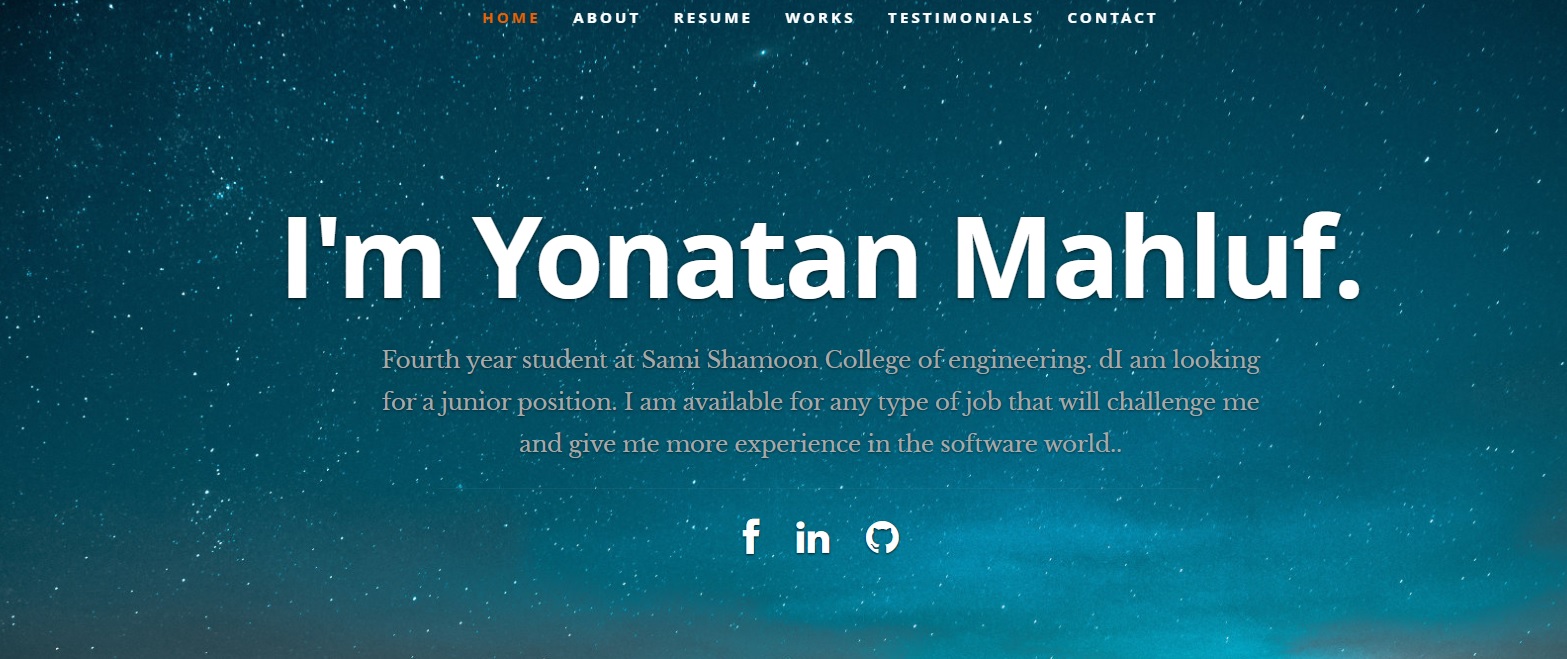 HOME ABOUT RESUME WORKS TESTIMONIALS CONTACT
I'm Yonatan Mahluf.
Fourth year student at Sami Shamoon College of engineering. dI am looking
for a junior position. I am available for any type of job that will challenge me
and give me more experience in the software world..